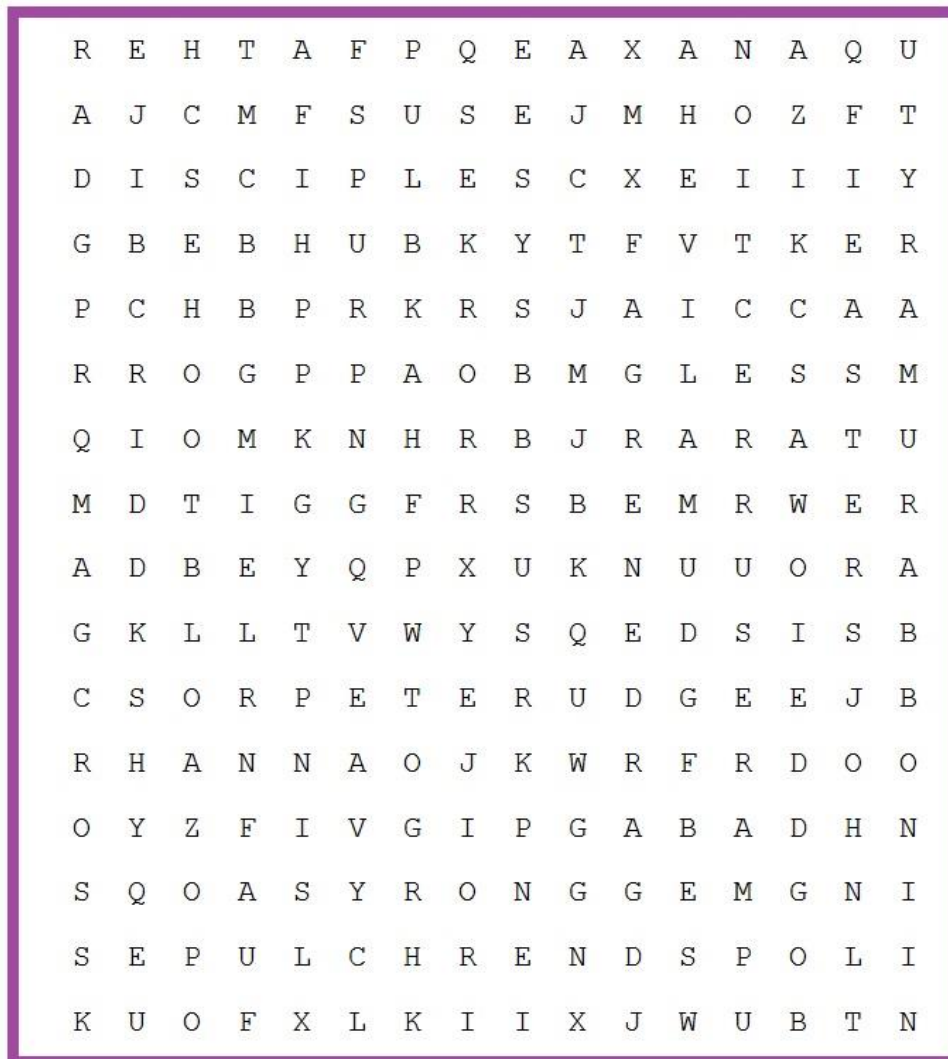 R E H T A F P Q E A X A N A Q U
A J C M F S U S E J M H O Z F T
D I S C I P L E S C X E I I I Y
G B E B H U B K Y T F V T K E R
P C H B P R K R S J A I C C A A
R R O G P P A O B M G L E S S M
Q I O M K N H R B J R A R A T U
M D T I G G F R S B E M R W E R
A D B E Y Q P X U K N U U O R A
G K L L T V W Y S Q E D S I S B
C S O R P E T E R U D G E E J B
R H A N N A O J K W R F R D O O
O Y Z F I V G I P G A B A D H N
S Q O A S Y R O N G G E M G N I
S E P U L C H R E N D S P O L I
K U O F X L K I I X J W U B T N